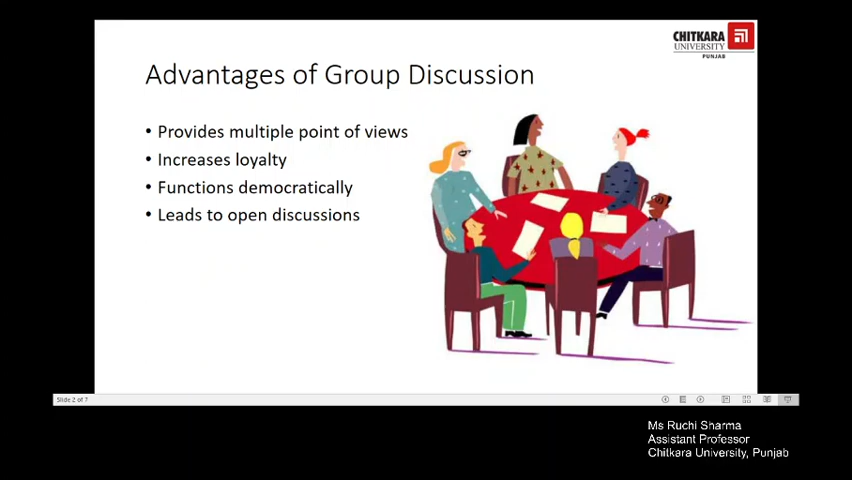 CHITKARA
UNIVERSITY
PUNJAB
Advantages of Group Discussion
• Provides multiple point of views
• Increases loyalty
• Functions democratically
• Leads to open discussions
Slide 2 of 7
Ms Ruchi Sharma
Assistant Professor
Chitkara University, Punjab